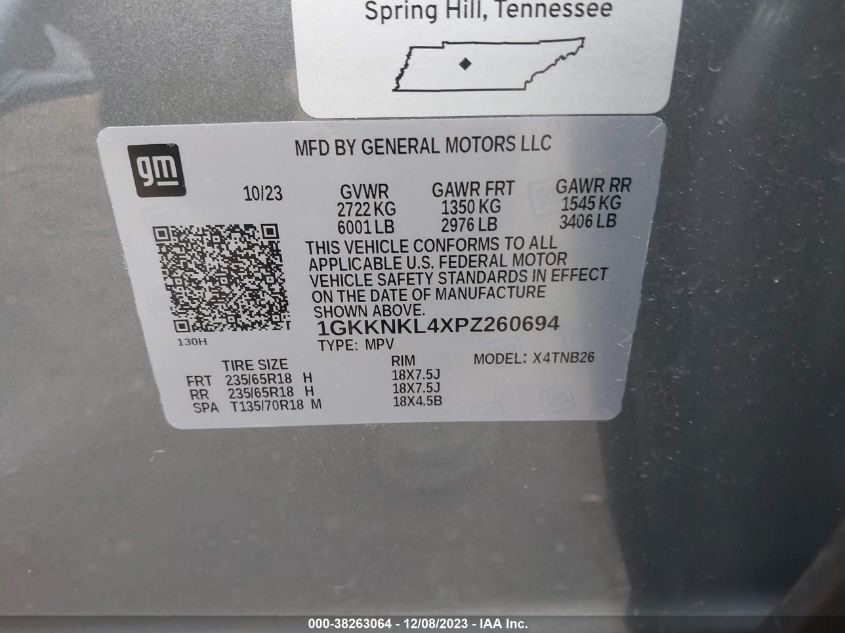 Spring Hill, Tennessee
gm
MFD BY GENERAL MOTORS LLC
10/23 GVWR GAWR FRT GAWR RR
2722 KG 1350 KG 1545 KG
6001 LB 2976 LB 3406 LB
THIS VEHICLE CONFORMS TO ALL
APPLICABLE U.S. FEDERAL MOTOR
VEHICLE SAFETY STANDARDS IN EFFECT
ON THE DATE OF MANUFACTURE
SHOWN ABOVE.
1GKKNKL4XPZ260694
130H
TYPE: MPV MODEL: X4TNB26
TIRE SIZE RIM
FRT 235/65R18 H 18X7.5J
RR 235/65R18 H 18X7.5J
SPA T135/70R18 M 18X4.5B
000-38263064 - 12/08/2023 - IAA Inc.